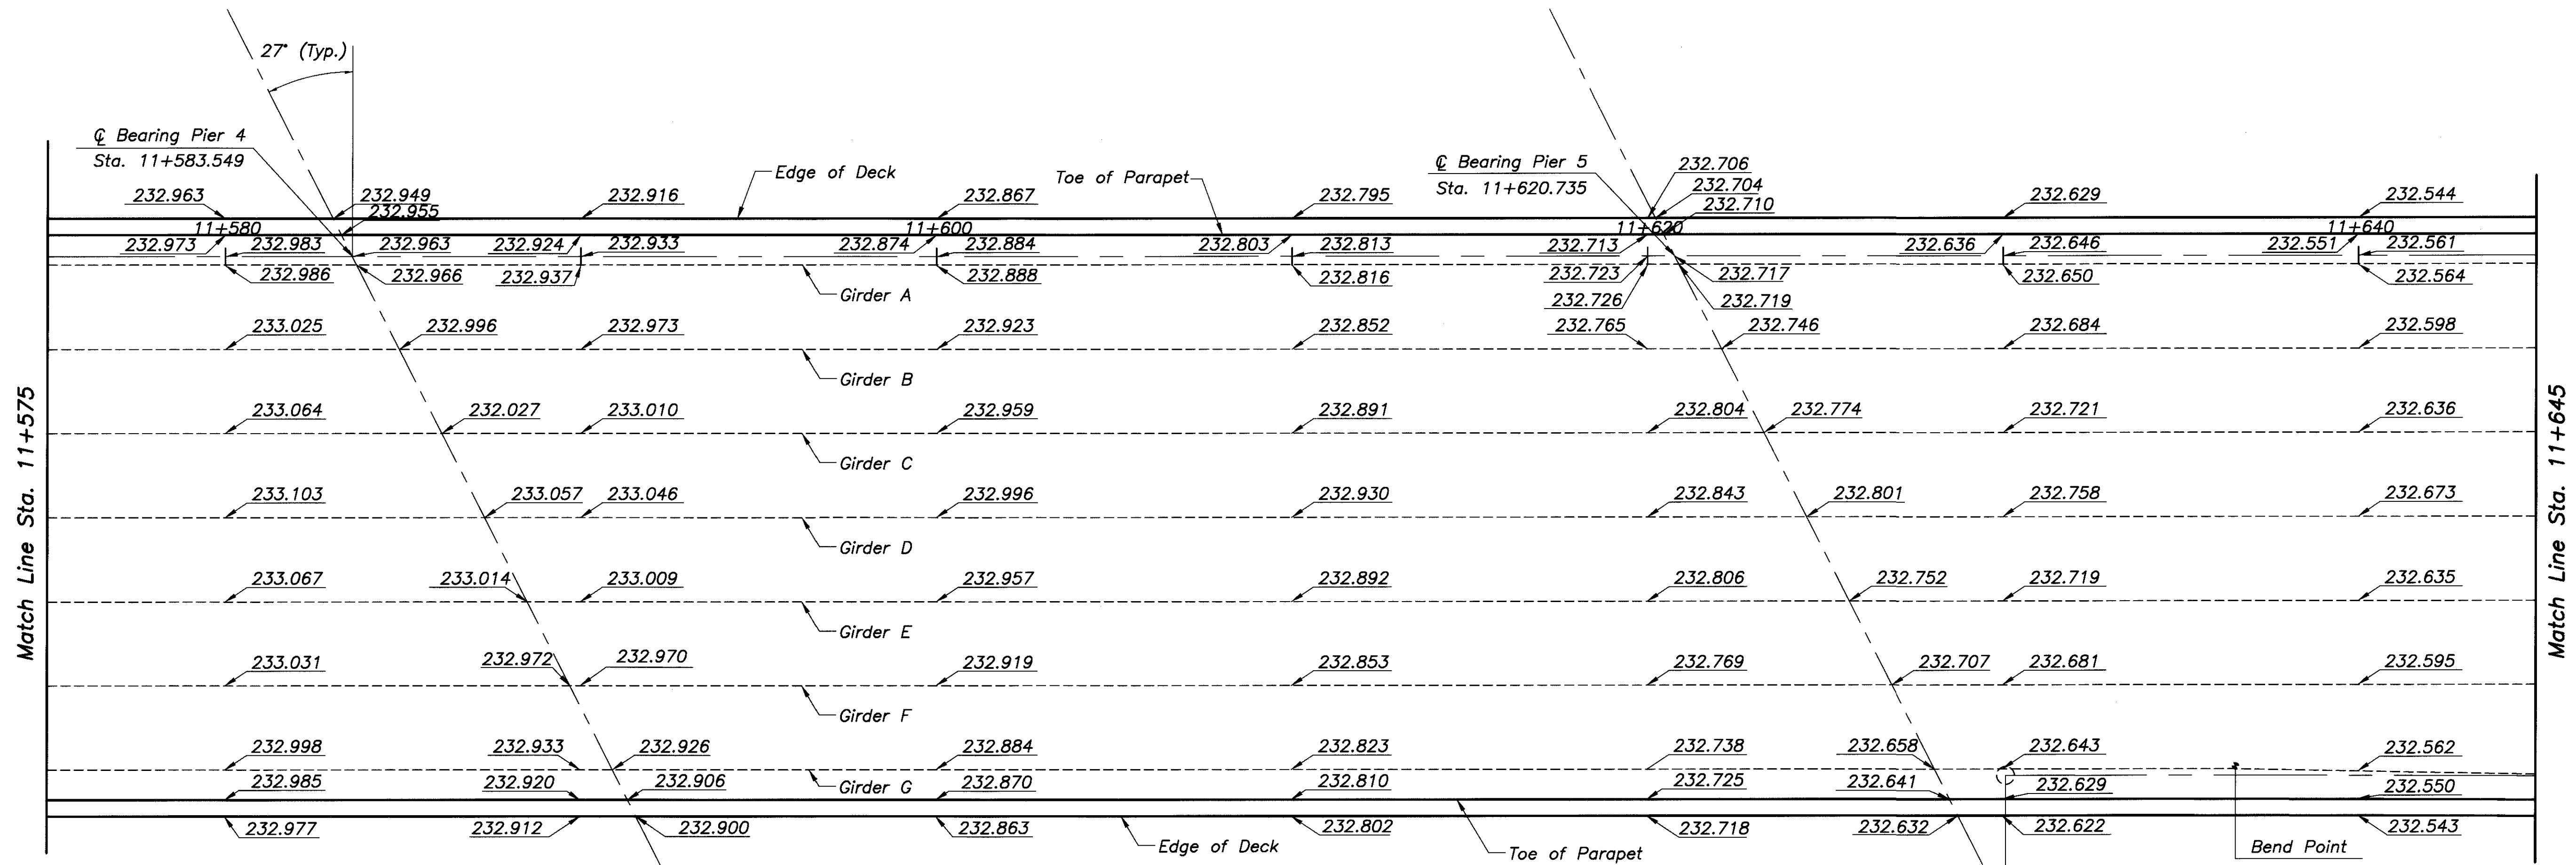 27° (Typ.)
℄ Bearing Pier 4
Sta. 11+583.549
℄ Bearing Pier 5
Sta. 11+620.735
Edge of Deck
Toe of Parapet
232.963 232.949 232.916 232.867 232.795 232.706 232.629 232.544
232.955 232.704
232.710
11+580 11+600 11+620 11+640
232.973 232.983 232.963 232.924 232.933 232.874 232.884 232.803 232.813 232.713 232.636 232.646 232.551 232.561
232.986 232.966 232.937 232.888 232.816 232.723 232.717 232.650 232.564
Girder A
232.726 232.719
233.025 232.996 232.973 232.923 232.852 232.765 232.746 232.684 232.598
Girder B
233.064 232.027 233.010 232.959 232.891 232.804 232.774 232.721 232.636
Girder C
233.103 233.057 233.046 232.996 232.930 232.843 232.801 232.758 232.673
Girder D
233.067 233.014 233.009 232.957 232.892 232.806 232.752 232.719 232.635
Girder E
233.031 232.972 232.970 232.919 232.853 232.769 232.707 232.681 232.595
Girder F
232.998 232.933 232.926 232.884 232.823 232.738 232.658 232.643 232.562
232.985 232.920 232.906 Girder G 232.870 232.810 232.725 232.641 232.629 232.550
232.977 232.912 232.900 232.863 232.802 232.718 232.632 232.622 232.543
Edge of Deck
Toe of Parapet
Bend Point
Match Line Sta. 11+575
Match Line Sta. 11+645